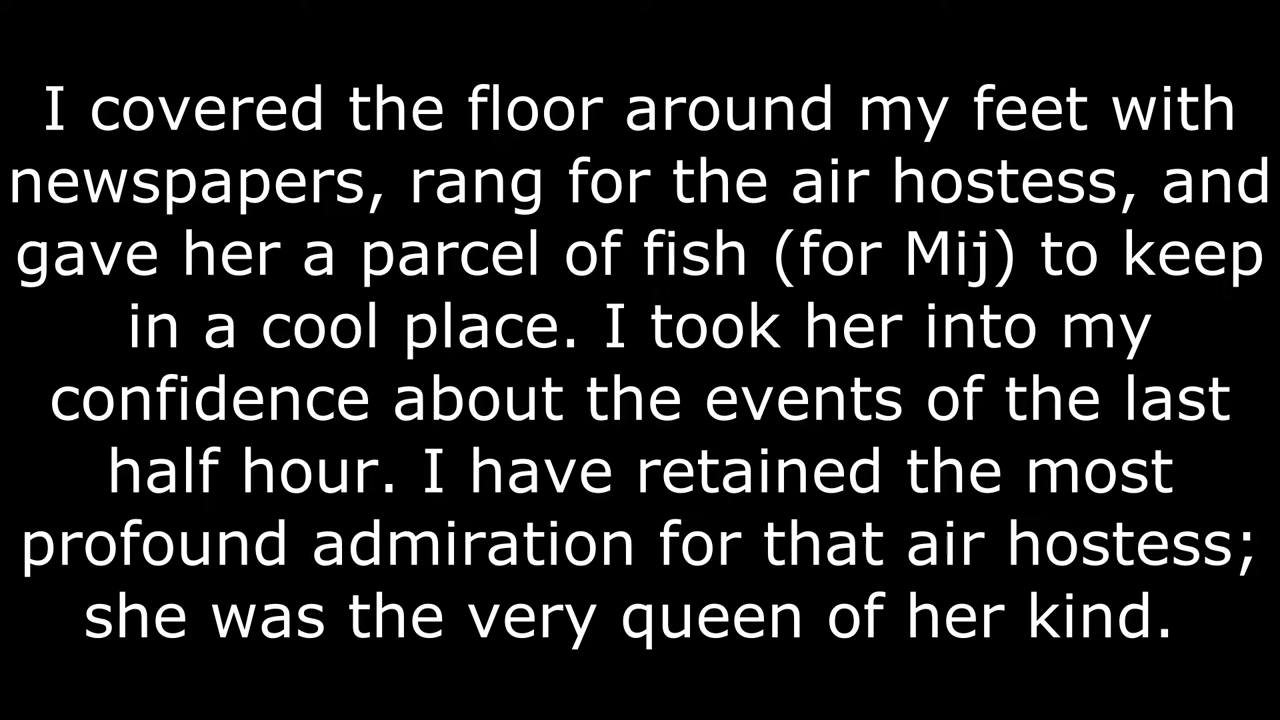 I covered the floor around my feet with
newspapers, rang for the air hostess, and
gave her a parcel of fish (for Mij) to keep
in a cool place. I took her into my
confidence about the events of the last
half hour. I have retained the most
profound admiration for that air hostess;
she was the very queen of her kind.